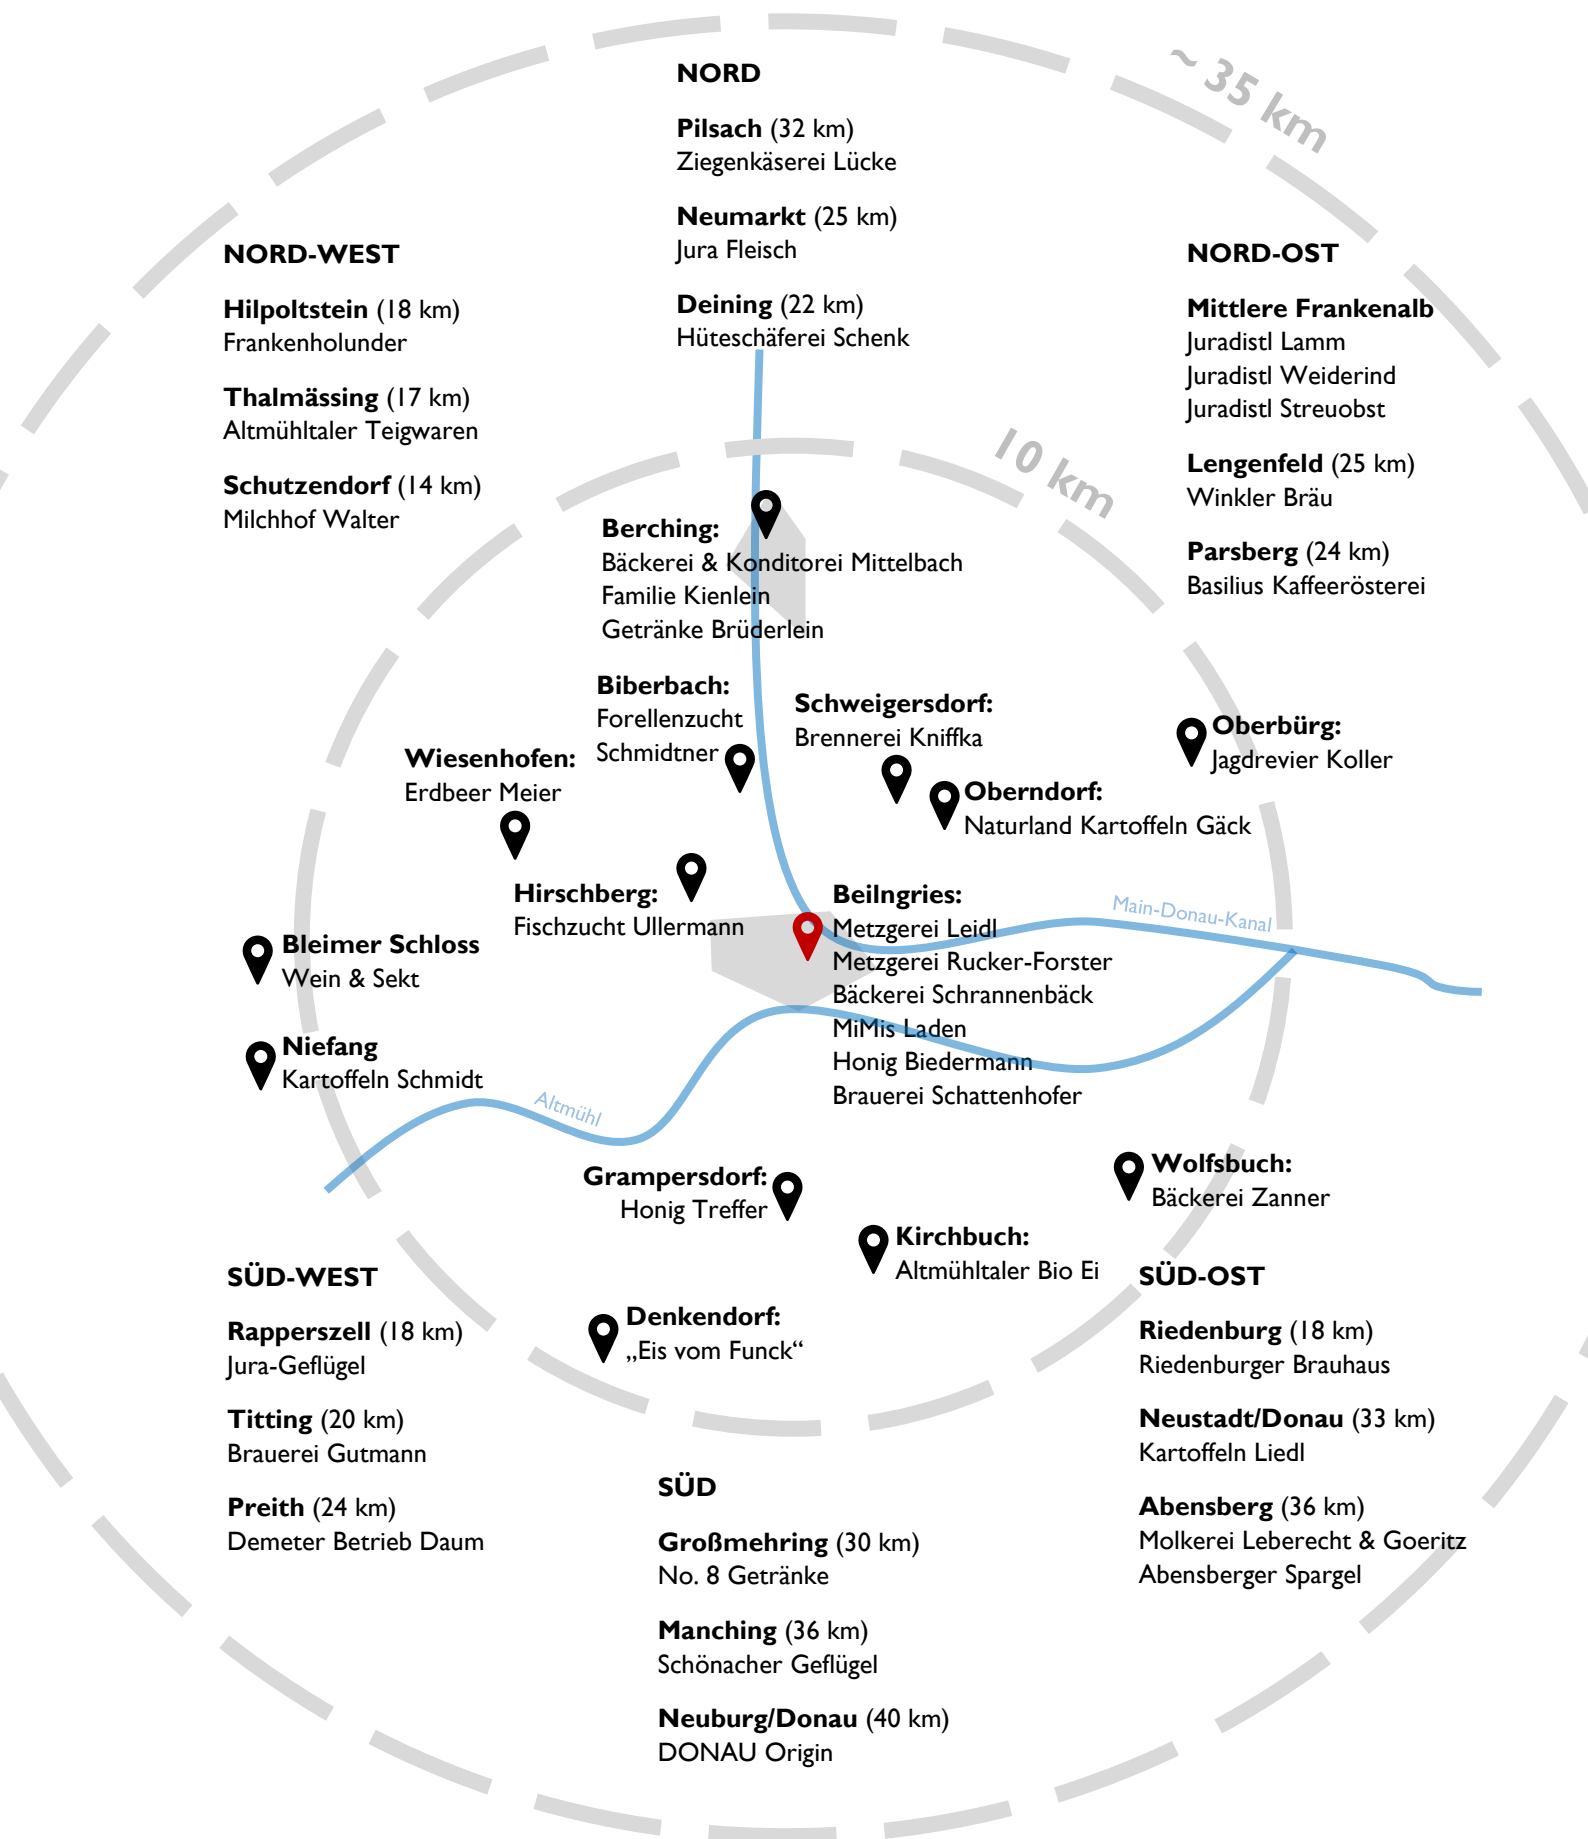 ~ 35 km
NORD
Pilsach (32 km)
Ziegenkäserei Lücke
Neumarkt (25 km)
Jura Fleisch
Deining (22 km)
Hüteschäferei Schenk
NORD-WEST
Hilpoltstein (18 km)
Frankenholunder
Thalmässing (17 km)
Altmühltaler Teigwaren
Schutzendorf (14 km)
Milchhof Walter
NORD-OST
Mittlere Frankenalb
Juradistl Lamm
Juradistl Weiderind
Juradistl Streuobst
Lengenfeld (25 km)
Winkler Bräu
Parsberg (24 km)
Basilius Kaffeerösterei
10 km
Berching:
Bäckerei & Konditorei Mittelbach
Familie Kienlein
Getränke Brüderlein
Biberbach:
Forellenzucht
Schmidtner
Schweigersdorf:
Brennerei Kniffka
Oberbürg:
Jagdrevier Koller
Wiesenhofen:
Erdbeer Meier
Oberndorf:
Naturland Kartoffeln Gäck
Hirschberg:
Fischzucht Ullermann
Beilngries:
Metzgerei Leidl
Metzgerei Rucker-Forster
Bäckerei Schrannenbäck
MiMis Laden
Honig Biedermann
Brauerei Schattenhofer
Main-Donau-Kanal
Bleimer Schloss
Wein & Sekt
Niefang
Kartoffeln Schmidt
Altmühl
Grampersdorf:
Honig Treffer
Wolfsbuch:
Bäckerei Zanner
Kirchbuch:
Altmühltaler Bio Ei
Denkendorf:
„Eis vom Funck“
SÜD-WEST
Rapperszell (18 km)
Jura-Geflügel
Titting (20 km)
Brauerei Gutmann
Preith (24 km)
Demeter Betrieb Daum
SÜD
Großmehring (30 km)
No. 8 Getränke
Manching (36 km)
Schönacher Geflügel
Neuburg/Donau (40 km)
DONAU Origin
SÜD-OST
Riedenburg (18 km)
Riedenburger Brauhaus
Neustadt/Donau (33 km)
Kartoffeln Liedl
Abensberg (36 km)
Molkerei Leberecht & Goeritz
Abensberger Spargel